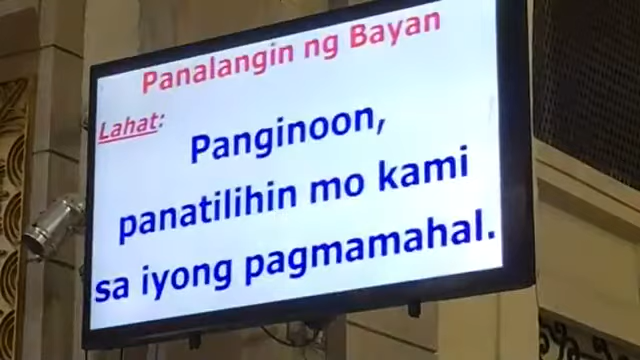 Panalangin ng Bayan
Lahat:
Panginoon,
panatilihin mo kami
sa iyong pagmamahal.